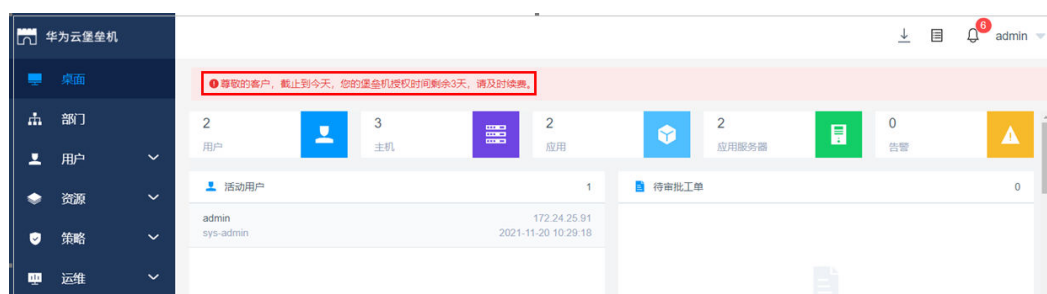 华为云堡垒机
6
admin
桌面
尊敬的客户，截止到今天，您的堡垒机授权时间剩余3天，请及时续费。
部门
2
用户
3
主机
2
应用
2
应用服务器
0
告警
用户
活动用户
1
待审批工单
0
资源
admin
172.24.25.91
sys-admin
2021-11-20 10:29:18
策略
运维